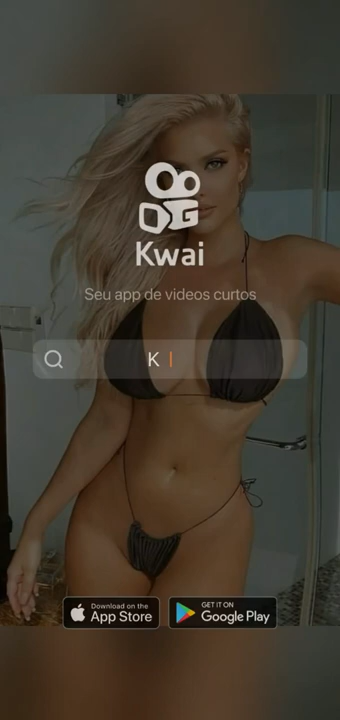 Kwai
Seu app de videos curtos
K
Download on the
App Store
GET IT ON
Google Play